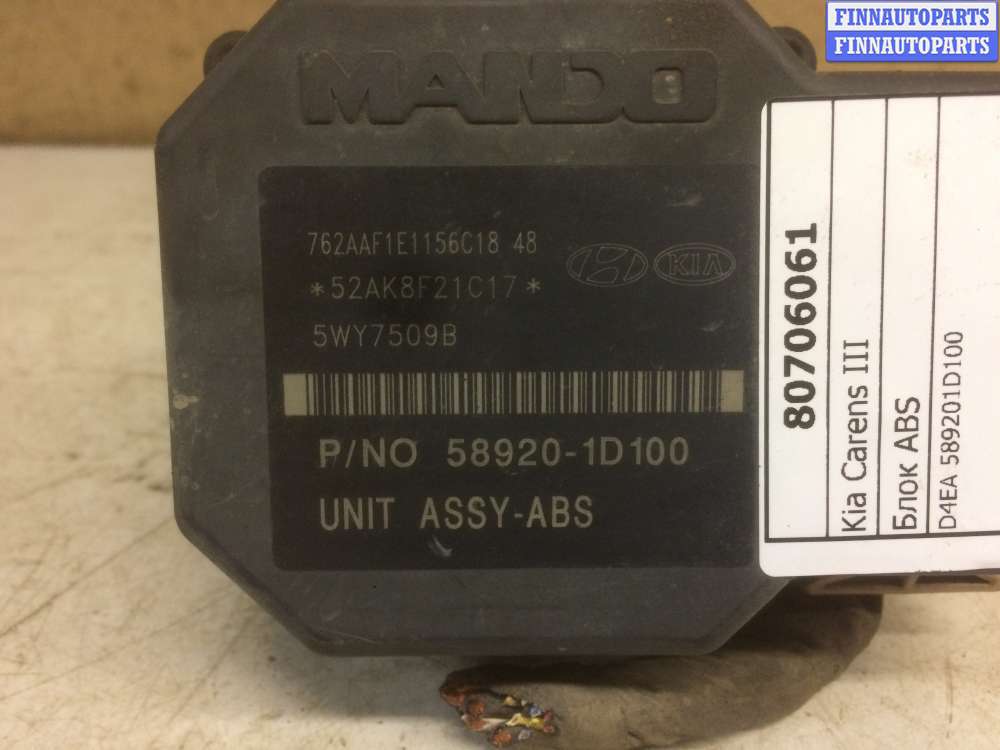 FINNAUTOPARTS
FINNAUTOPARTS
MANDO
762AAF1E1156C18 48
*52AK8F21C17*
KIA
5WY7509B
P/NO 58920-1D100
UNIT ASSY-ABS
80706061
Kia Carens III
Блок ABS
D4EA 589201D100